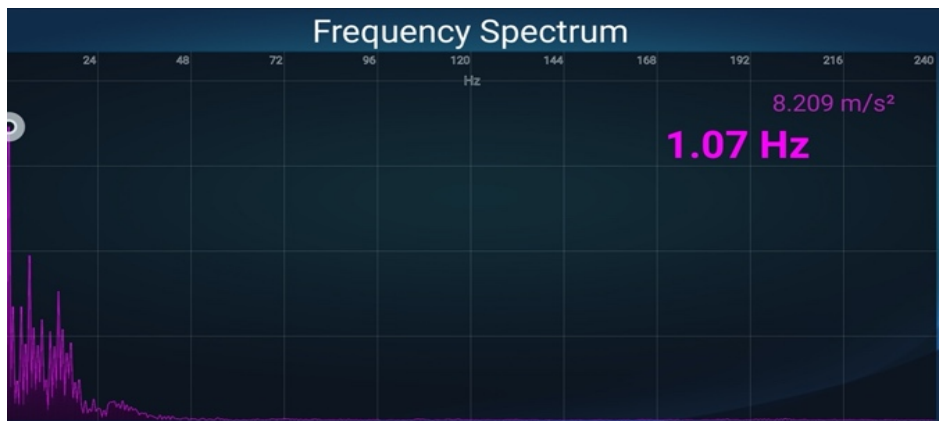 Frequency Spectrum
24 48 72 96 120 144 168 192 216 240
Hz
8.209 m/s²
1.07 Hz